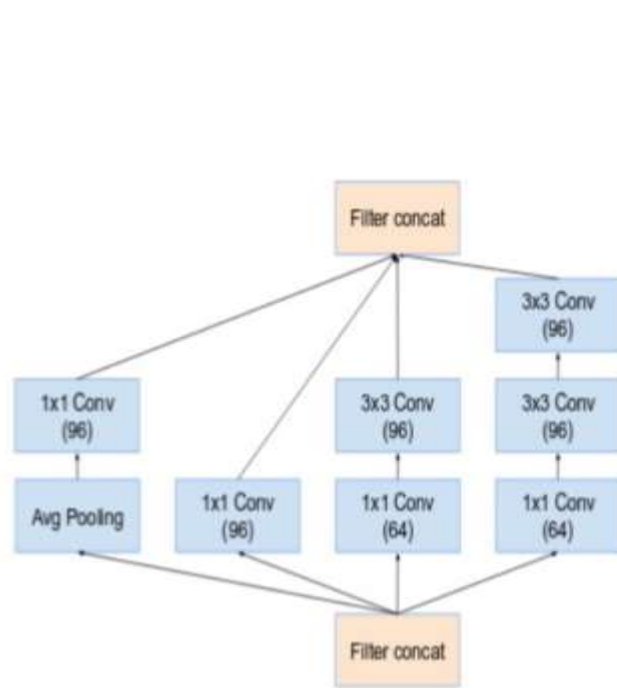 Filter concat
3x3 Conv
(96)
1x1 Conv
(96)
3x3 Conv
(96)
3x3 Conv
(96)
Avg Pooling
1x1 Conv
(96)
1x1 Conv
(64)
1x1 Conv
(64)
Filter concat